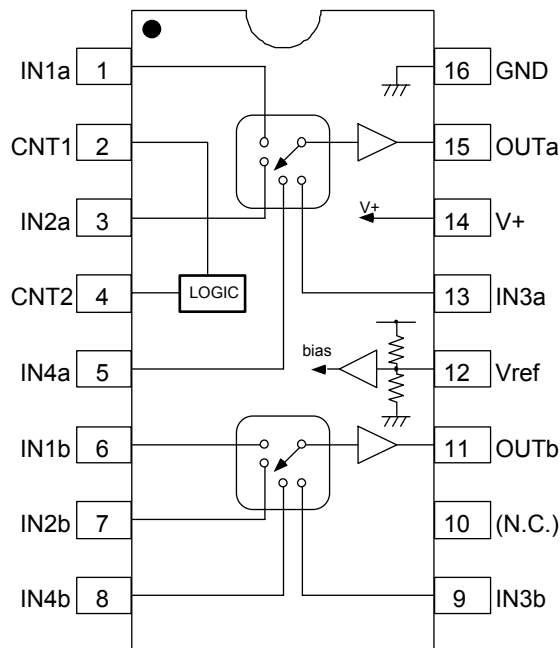 IN1a 1 16 GND
CNT1 2 15 OUTa
IN2a 3 V+ 14 V+
CNT2 4 LOGIC 13 IN3a
IN4a 5 bias 12 Vref
IN1b 6 11 OUTb
IN2b 7 10 (N.C.)
IN4b 8 9 IN3b